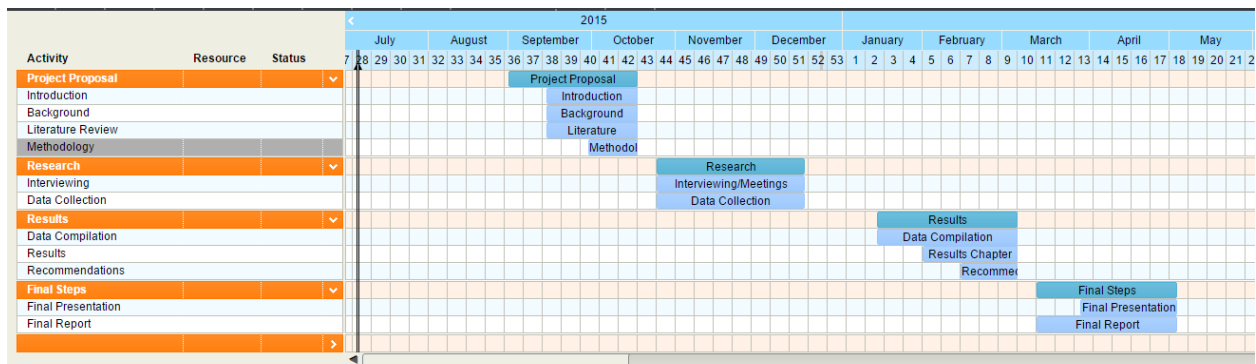 2015
July August September October November December January February March April May
Activity Resource Status 7 28 29 30 31 32 33 34 35 36 37 38 39 40 41 42 43 44 45 46 47 48 49 50 51 52 53 1 2 3 4 5 6 7 8 9 10 11 12 13 14 15 16 17 18 19 20 21 2
Project Proposal Project Proposal
Introduction Introduction
Background Background
Literature Review Literature
Methodology Methodol
Research Research
Interviewing Interviewing/Meetings
Data Collection Data Collection
Results Results
Data Compilation Data Compilation
Results Results Chapter
Recommendations Recommen
Final Steps Final Steps
Final Presentation Final Presentation
Final Report Final Report